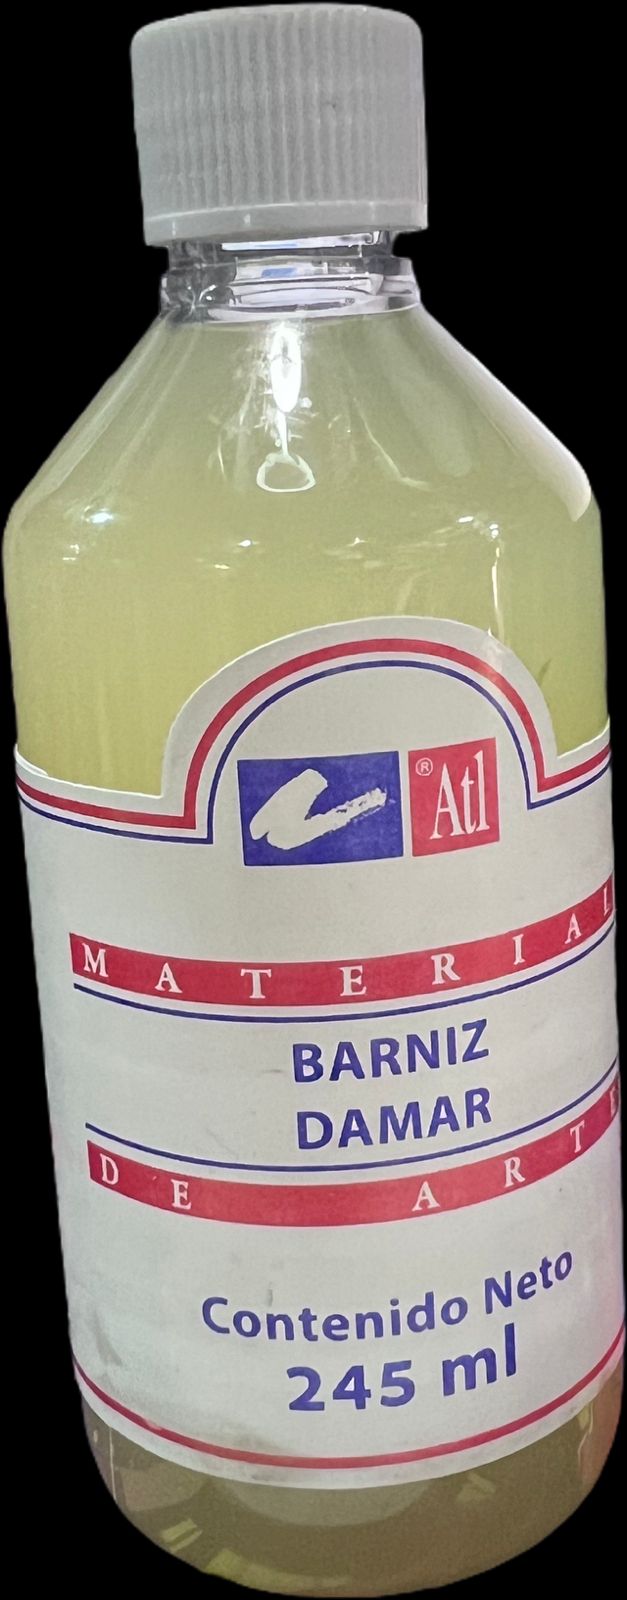 ® Atl
MATERIAL
BARNIZ
DAMAR
DE ARTE
Contenido Neto
245 ml